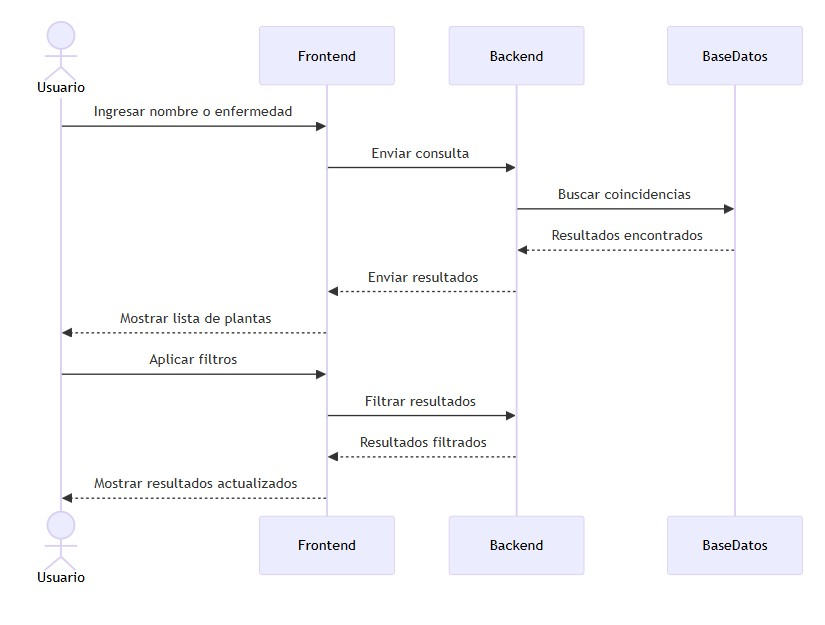 Frontend
Backend
BaseDatos
Usuario
Ingresar nombre o enfermedad
Enviar consulta
Buscar coincidencias
Resultados encontrados
Enviar resultados
Mostrar lista de plantas
Aplicar filtros
Filtrar resultados
Resultados filtrados
Mostrar resultados actualizados
Frontend
Backend
BaseDatos
Usuario